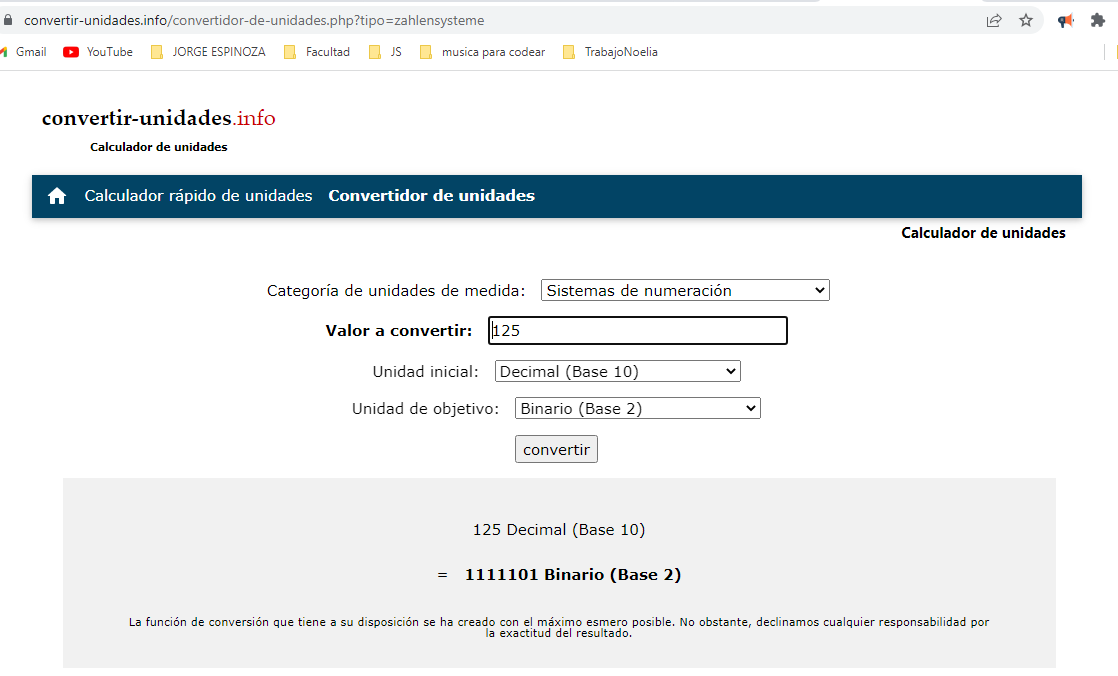 convertir-unidades.info/convertidor-de-unidades.php?tipo=zahlensysteme
Gmail YouTube JORGE ESPINOZA Facultad JS musica para codear TrabajoNoelia
convertir-unidades.info
Calculador de unidades
Calculador rápido de unidades Convertidor de unidades
Calculador de unidades
Categoría de unidades de medida: Sistemas de numeración
Valor a convertir: 125
Unidad inicial: Decimal (Base 10)
Unidad de objetivo: Binario (Base 2)
convertir
125 Decimal (Base 10)
= 1111101 Binario (Base 2)
La función de conversión que tiene a su disposición se ha creado con el máximo esmero posible. No obstante, declinamos cualquier responsabilidad por
la exactitud del resultado.